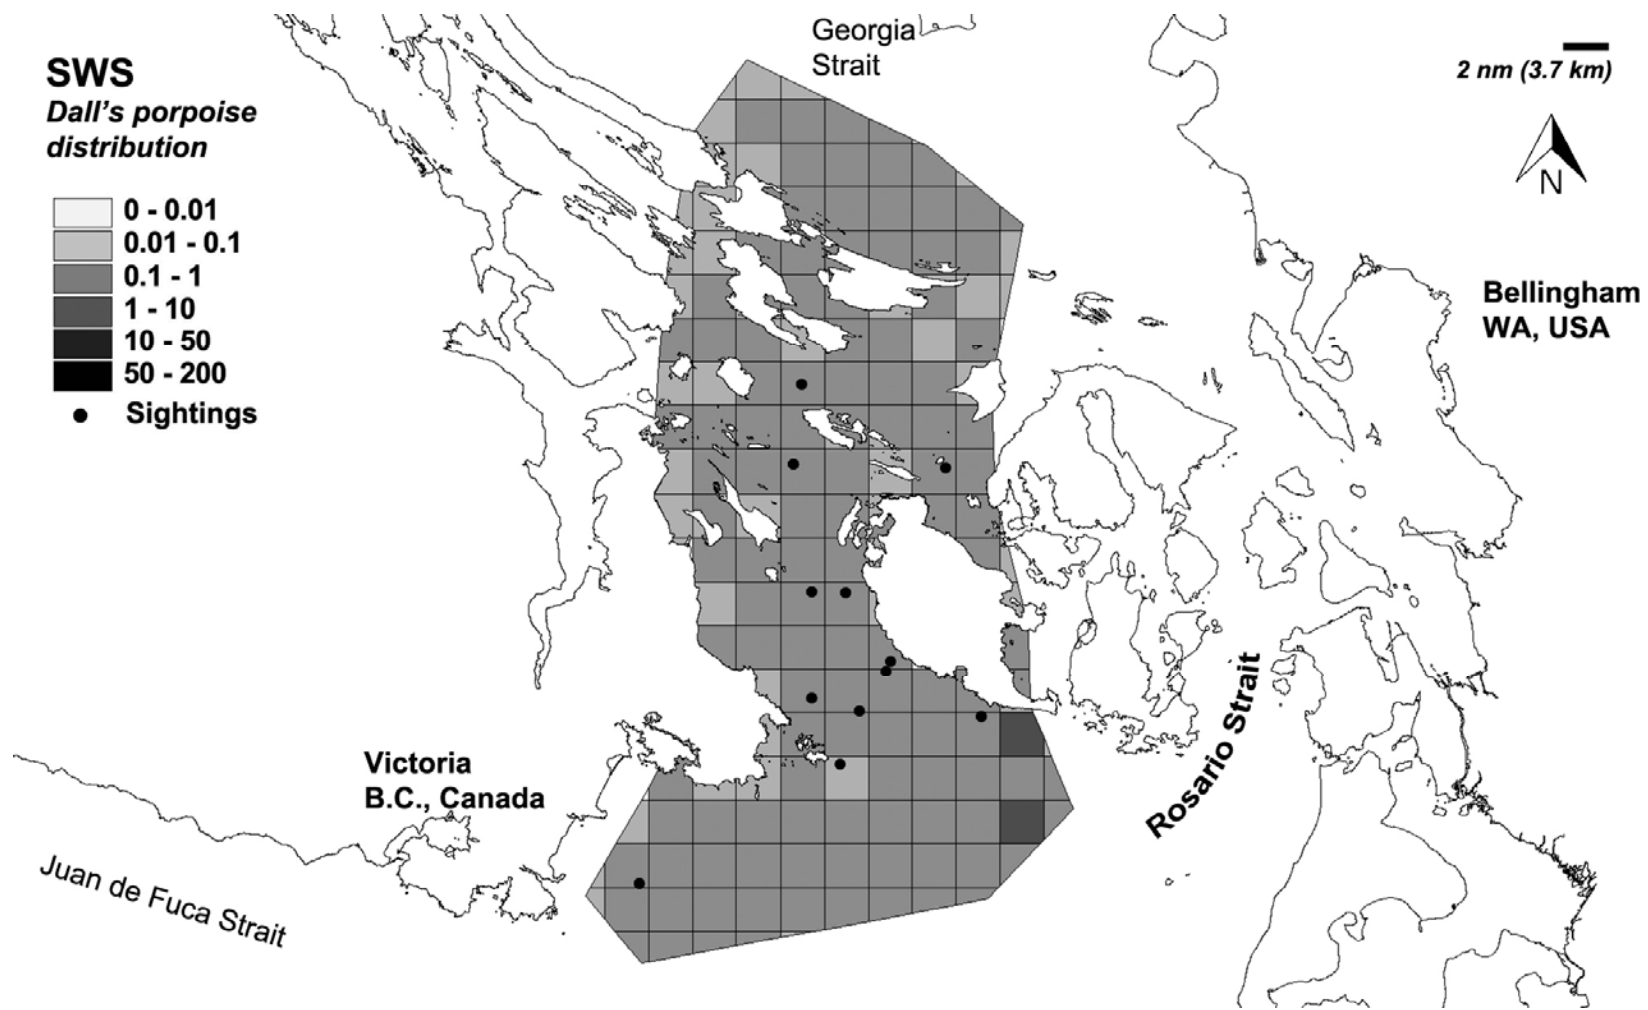 Georgia
Strait
SWS
Dall's porpoise
distribution
0 - 0.01
0.01 - 0.1
0.1 - 1
1 - 10
10 - 50
50 - 200
Sightings
2 nm (3.7 km)
N
Bellingham
WA, USA
Victoria
B.C., Canada
Juan de Fuca Strait
Rosario Strait